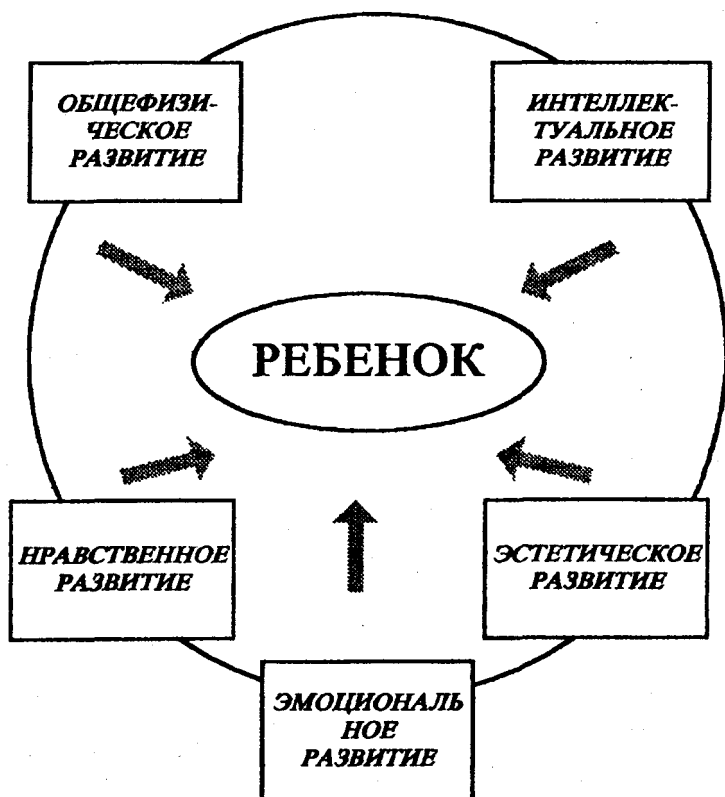 ОБЩЕФИЗИ-
ЧЕСКОЕ
РАЗВИТИЕ
ИНТЕЛЛЕК-
ТУАЛЬНОЕ
РАЗВИТИЕ
РЕБЕНОК
НРАВСТВЕННОЕ
РАЗВИТИЕ
ЭСТЕТИЧЕСКОЕ
РАЗВИТИЕ
ЭМОЦИОНАЛЬ
НОЕ
РАЗВИТИЕ